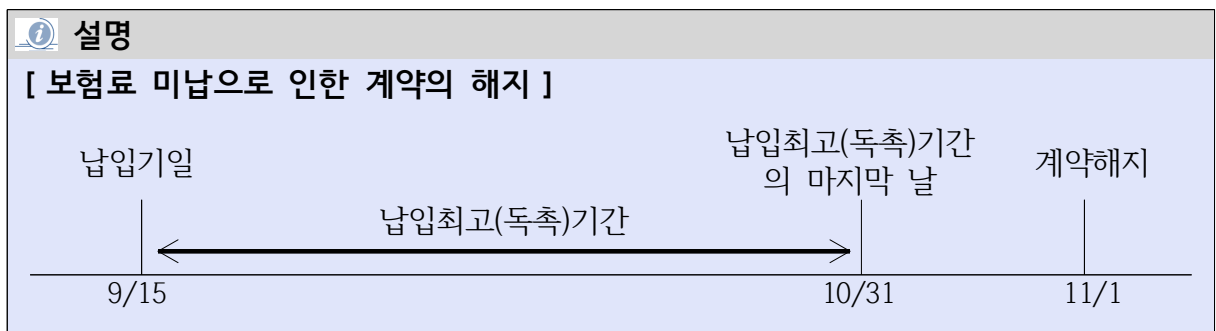 설명
[ 보험료 미납으로 인한 계약의 해지 ]
납입기일
납입최고(독촉)기간
의 마지막 날
계약해지
납입최고(독촉)기간
9/15
10/31
11/1